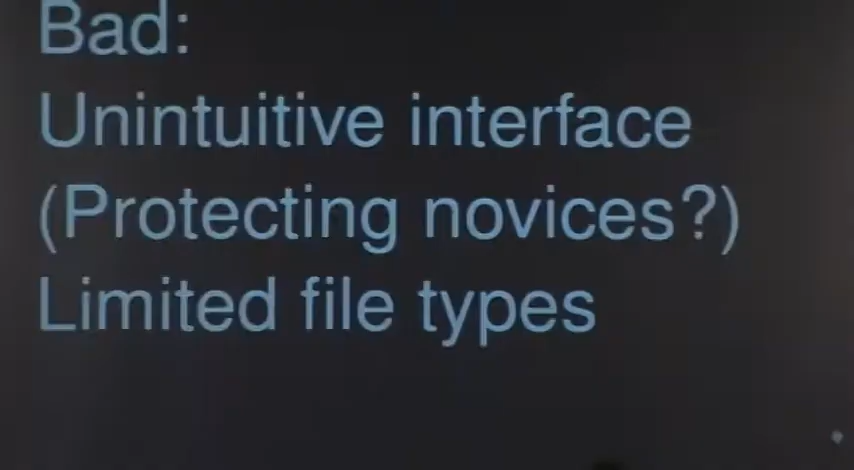 Bad:
Unintuitive interface
(Protecting novices?)
Limited file types